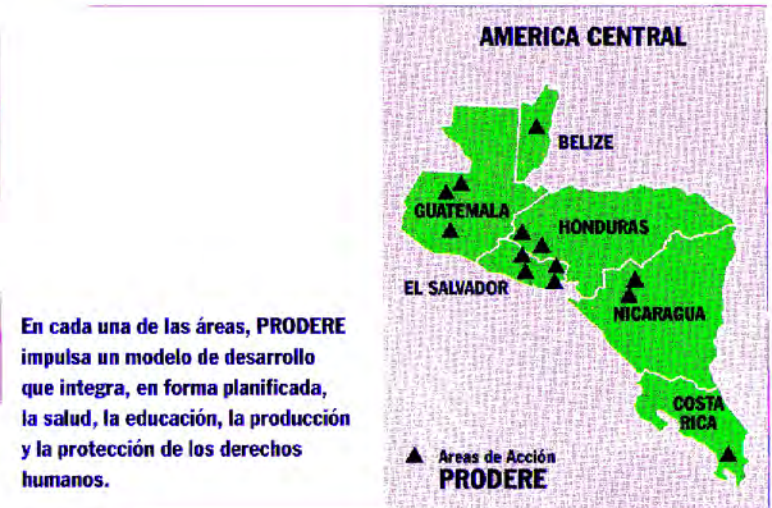 AMERICA CENTRAL
BELIZE
GUATEMALA
HONDURAS
EL SALVADOR
NICARAGUA
COSTA
RICA
En cada una de las áreas, PRODERE
impulsa un modelo de desarrollo
que integra, en forma planificada,
la salud, la educación, la producción
y la protección de los derechos
humanos.
Areas de Acción
PRODERE